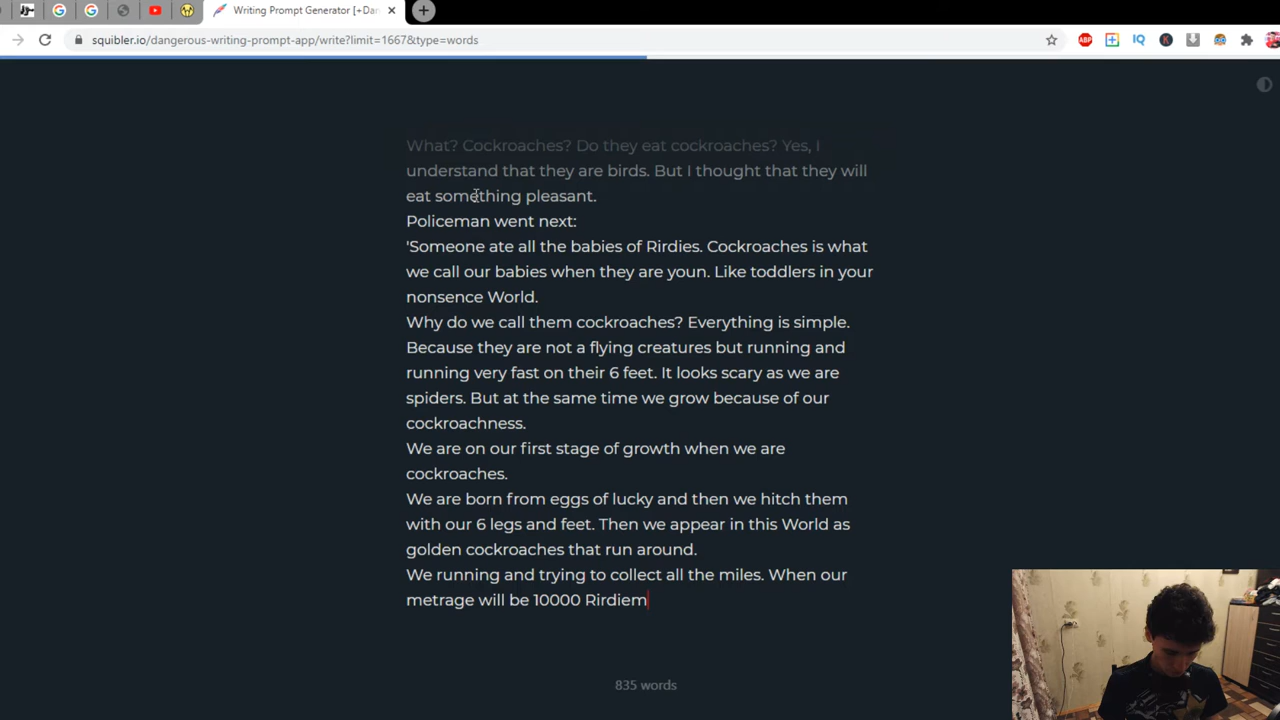 Writing Prompt Generator [+Dan
squibler.io/dangerous-writing-prompt-app/write?limit=1667&type=words
What? Cockroaches? Do they eat cockroaches? Yes, I
understand that they are birds. But I thought that they will
eat something pleasant.
Policeman went next:
'Someone ate all the babies of Rirdies. Cockroaches is what
we call our babies when they are youn. Like toddlers in your
nonsence World.
Why do we call them cockroaches? Everything is simple.
Because they are not a flying creatures but running and
running very fast on their 6 feet. It looks scary as we are
spiders. But at the same time we grow because of our
cockroachness.
We are on our first stage of growth when we are
cockroaches.
We are born from eggs of lucky and then we hitch them
with our 6 legs and feet. Then we appear in this World as
golden cockroaches that run around.
We running and trying to collect all the miles. When our
metrage will be 10000 Rirdiem
835 words